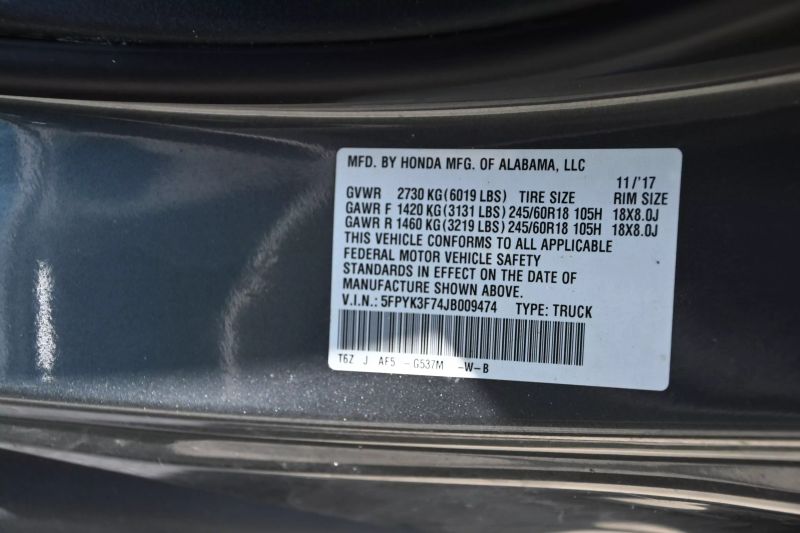 MFD. BY HONDA MFG. OF ALABAMA, LLC
11/'17
GVWR 2730 KG(6019 LBS) TIRE SIZE RIM SIZE
GAWR F 1420 KG(3131 LBS) 245/60R18 105H 18X8.0J
GAWR R 1460 KG(3219 LBS) 245/60R18 105H 18X8.0J
THIS VEHICLE CONFORMS TO ALL APPLICABLE
FEDERAL MOTOR VEHICLE SAFETY
STANDARDS IN EFFECT ON THE DATE OF
MANUFACTURE SHOWN ABOVE.
V.I.N.: 5FPYK3F74JB009474 TYPE: TRUCK
T6Z J AF5 - G537M -W-B